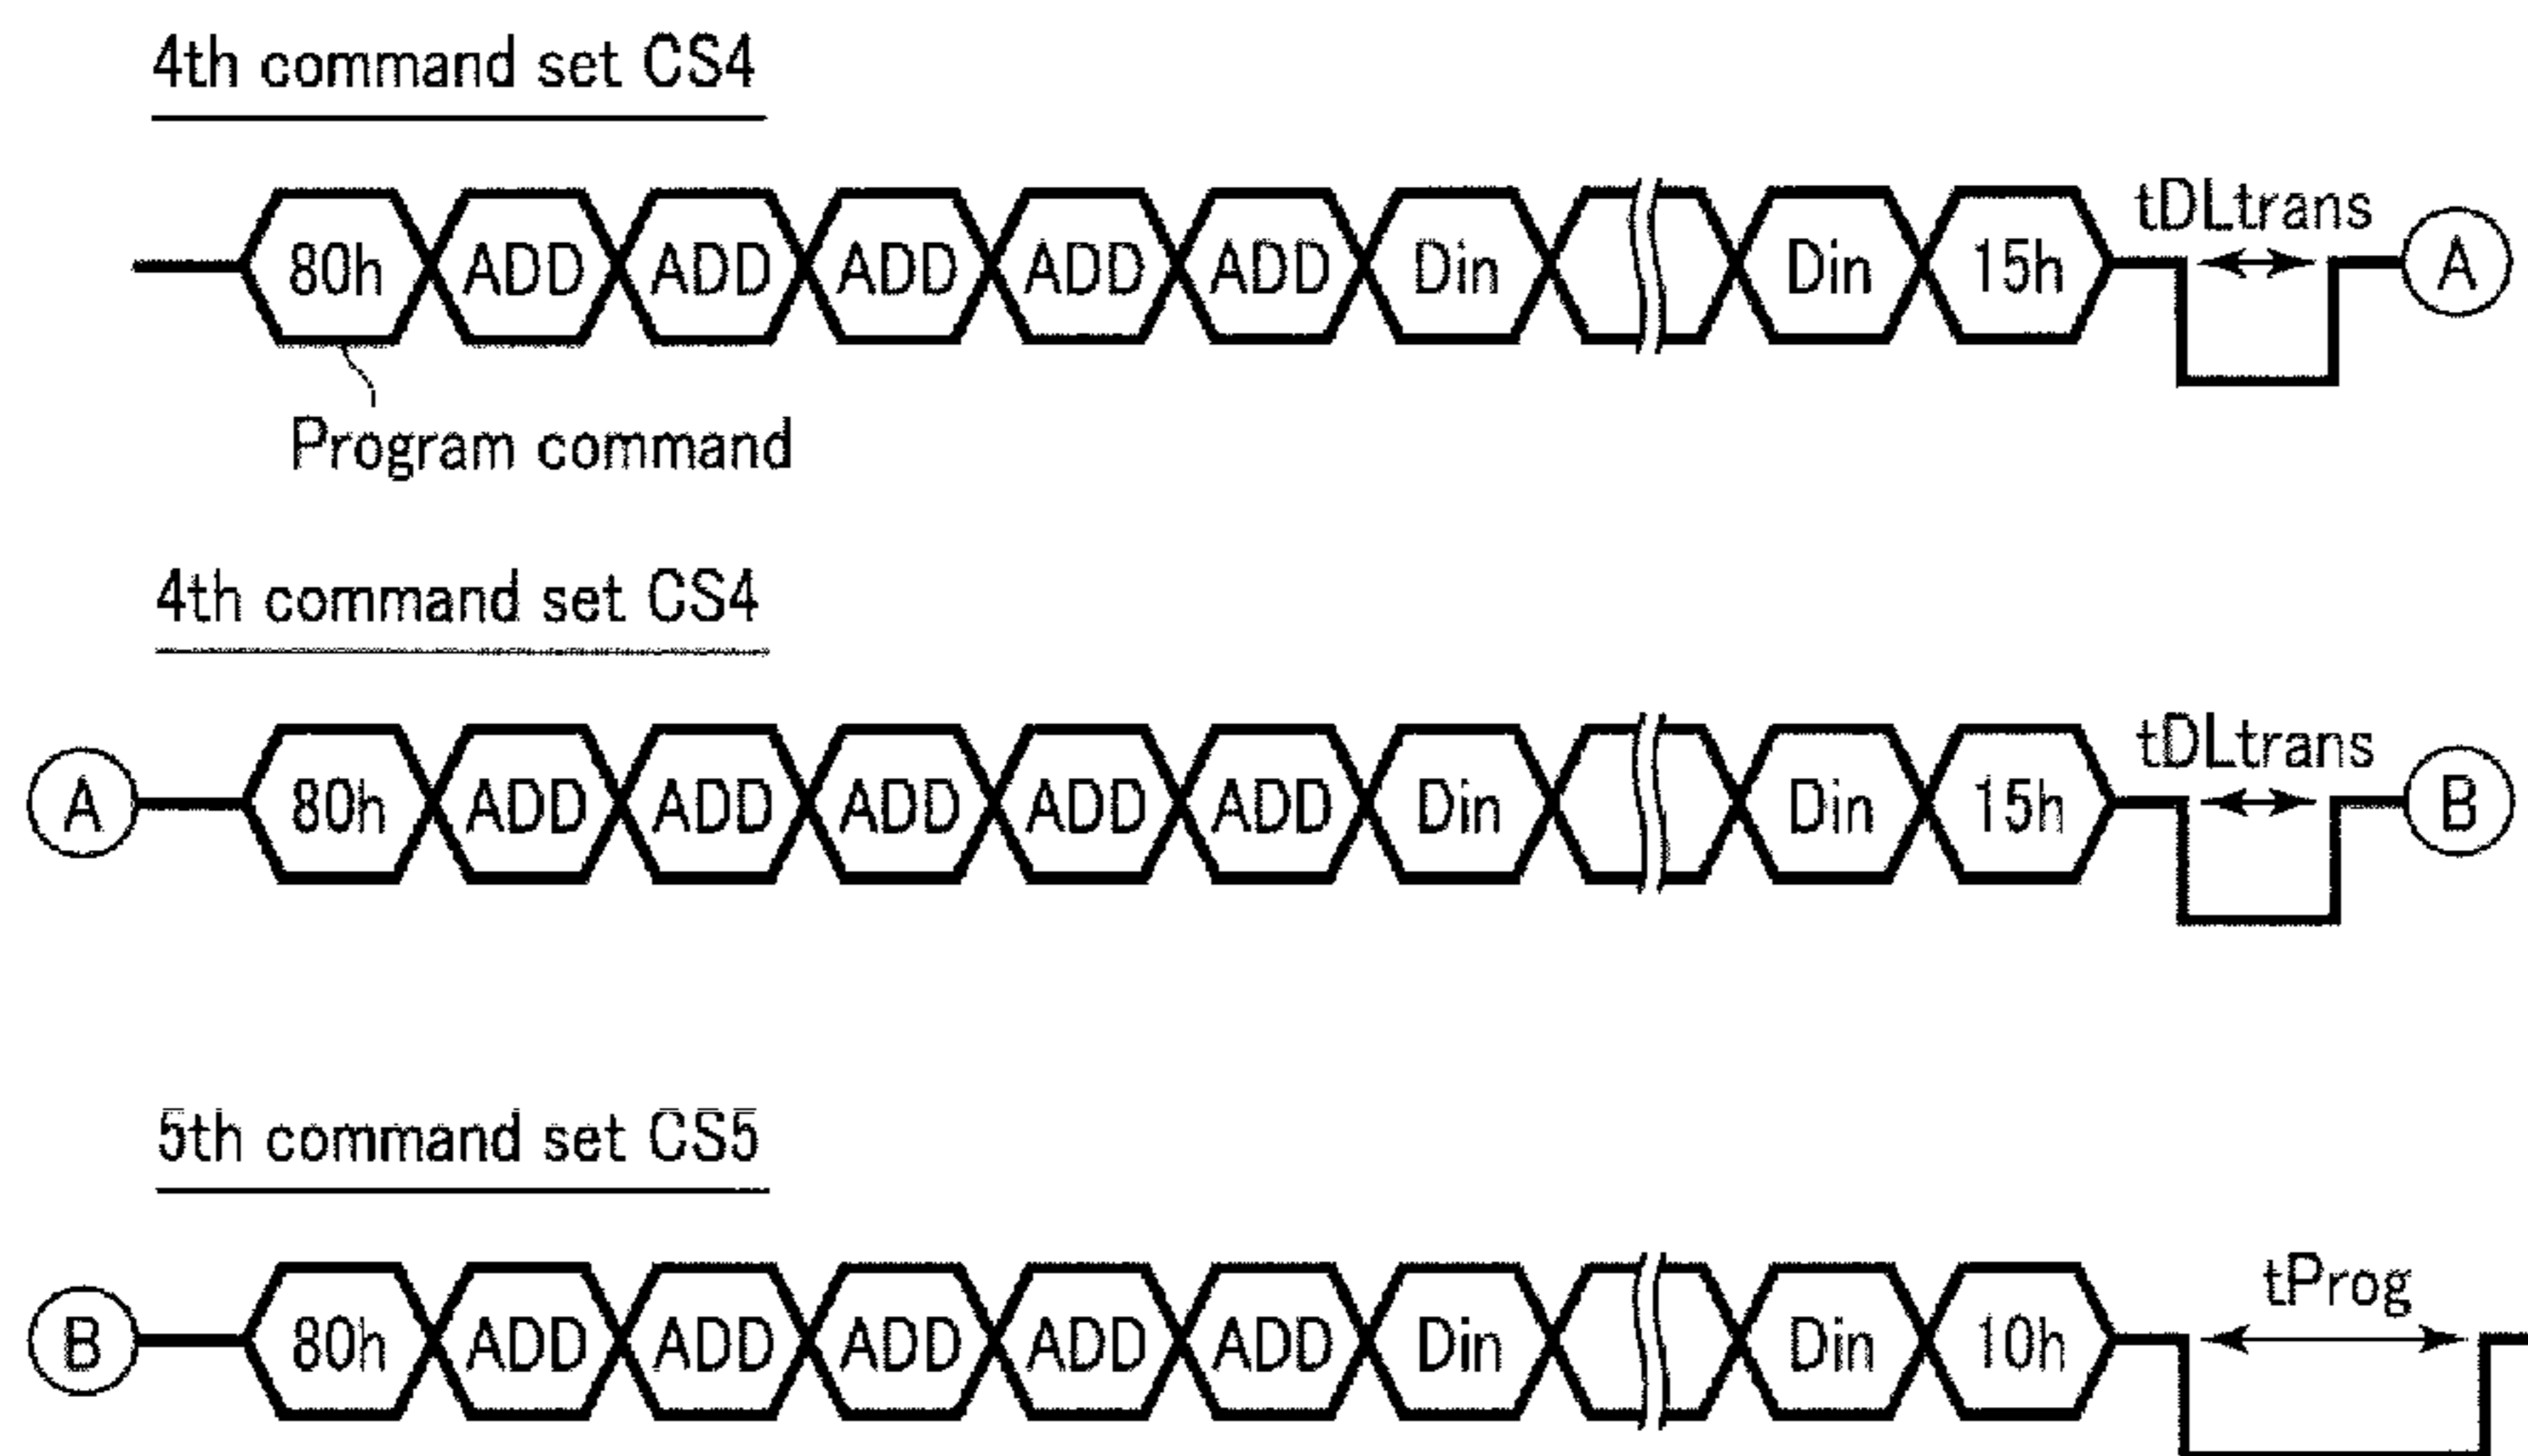 4th command set CS4
80h ADD ADD ADD ADD ADD Din Din 15h tDLtrans A
Program command
4th command set CS4
A 80h ADD ADD ADD ADD ADD Din Din 15h tDLtrans B
5th command set CS5
B 80h ADD ADD ADD ADD ADD Din Din 10h tProg